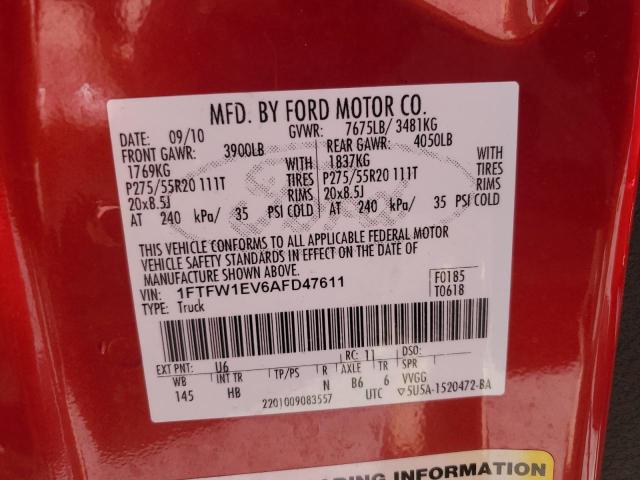 MFD. BY FORD MOTOR CO.
DATE: 09/10 GVWR: 7675LB/ 3481KG
FRONT GAWR: 3900LB REAR GAWR: 4050LB
1769KG WITH 1837KG WITH
P275/55R20 111T TIRES P275/55R20 111T TIRES
20x8.5J RIMS 20x8.5J RIMS
AT 240 kPa/ 35 PSI COLD AT 240 kPa/ 35 PSI COLD
THIS VEHICLE CONFORMS TO ALL APPLICABLE FEDERAL MOTOR
VEHICLE SAFETY STANDARDS IN EFFECT ON THE DATE OF
MANUFACTURE SHOWN ABOVE.
VIN: 1FTFW1EV6AFD47611 F0185
TYPE: Truck T0618
EXT PNT: U6 RC: 11 DSO:
WB INT TR TP/PS R AXLE TR SPR
145 HB N B6 6 VVGG
2201009083557 UTC 5U5A-1520472-BA
ING INFORMATION